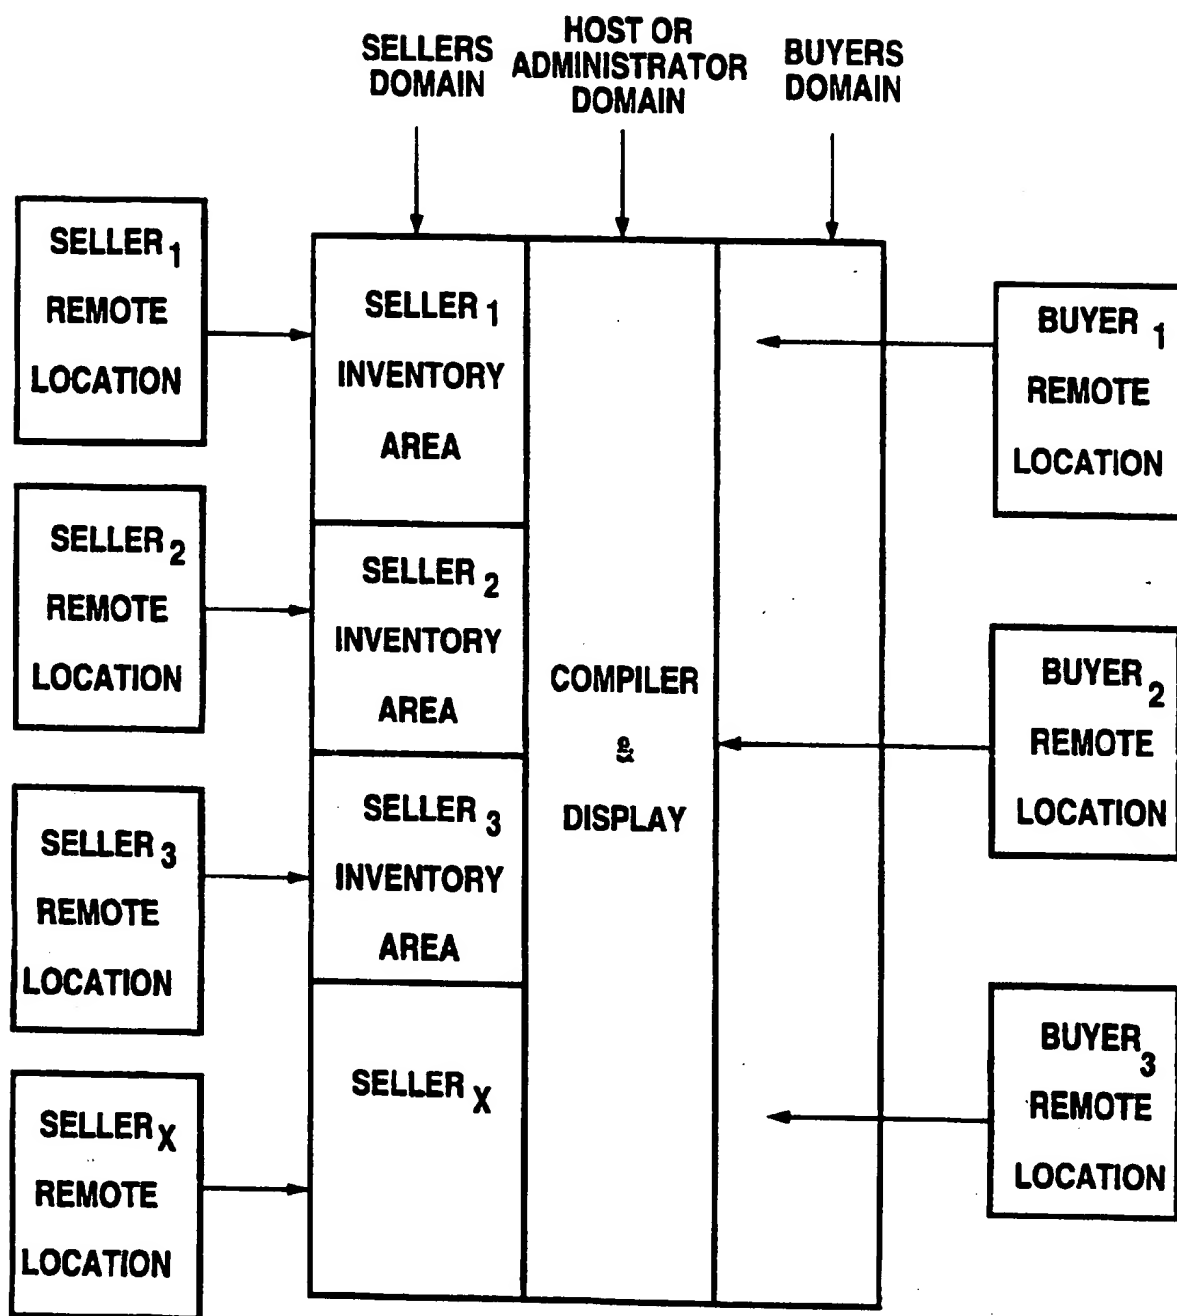 SELLERS
DOMAIN
HOST OR
ADMINISTRATOR
DOMAIN
BUYERS
DOMAIN
SELLER 1
REMOTE
LOCATION
SELLER 2
REMOTE
LOCATION
SELLER 3
REMOTE
LOCATION
SELLER X
REMOTE
LOCATION
SELLER 1
INVENTORY
AREA
SELLER 2
INVENTORY
AREA
SELLER 3
INVENTORY
AREA
SELLER X
COMPILER
&
DISPLAY
BUYER 1
REMOTE
LOCATION
BUYER 2
REMOTE
LOCATION
BUYER 3
REMOTE
LOCATION